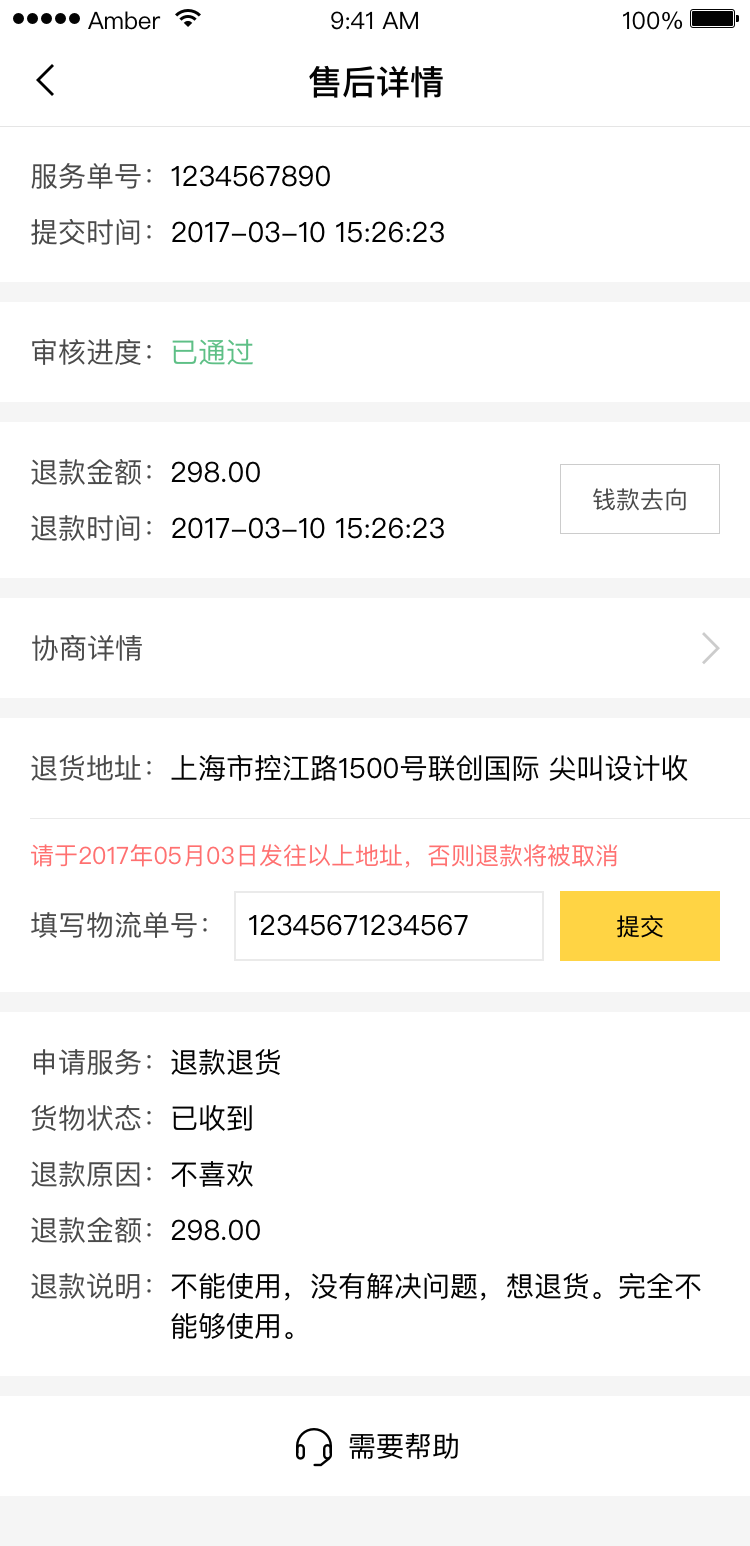 Amber 9:41 AM 100%
售后详情
服务单号：1234567890
提交时间：2017-03-10 15:26:23
审核进度：已通过
退款金额：298.00
退款时间：2017-03-10 15:26:23
钱款去向
协商详情
退货地址：上海市控江路1500号联创国际 尖叫设计收
请于2017年05月03日发往以上地址，否则退款将被取消
填写物流单号：12345671234567 提交
申请服务：退款退货
货物状态：已收到
退款原因：不喜欢
退款金额：298.00
退款说明：不能使用，没有解决问题，想退货。完全不
能够使用。
需要帮助